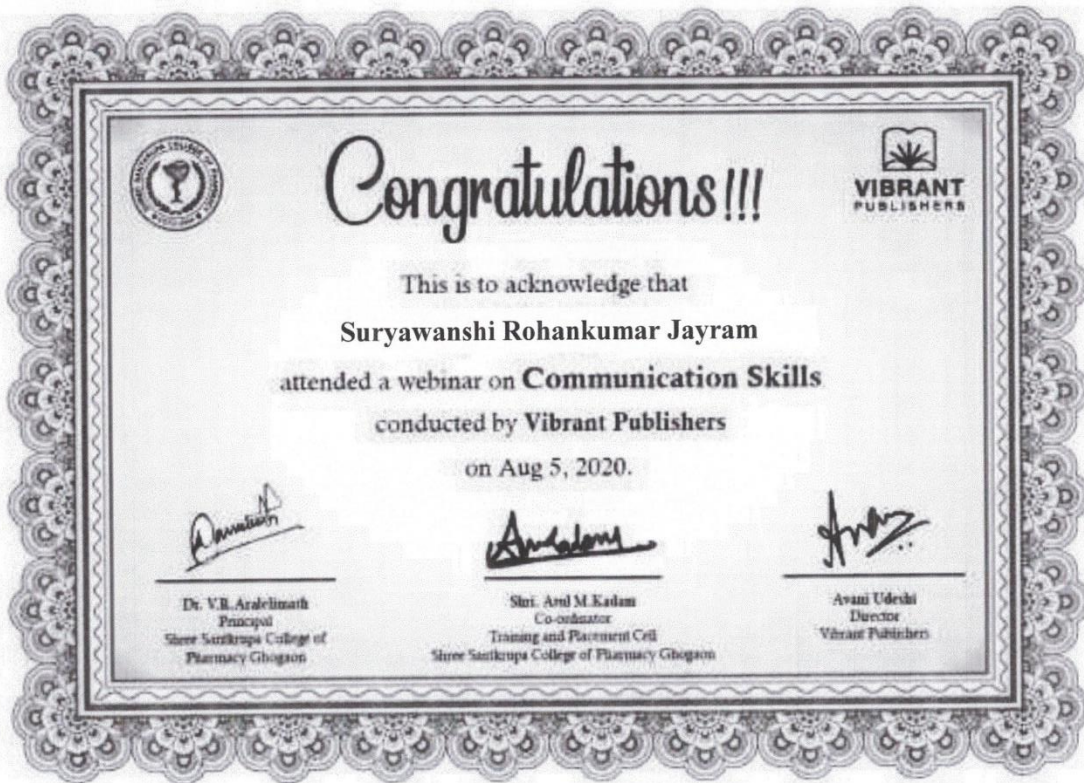 Congratulations!!!
VIBRANT
PUBLISHERS
This is to acknowledge that
Suryawanshi Rohankumar Jayram
attended a webinar on Communication Skills
conducted by Vibrant Publishers
on Aug 5, 2020.
Dr. V.R. Aralelimath
Principal
Shree Santkrupa College of
Pharmacy Ghogaon
Shri. M.Kadam
Co-ordinator
Training and Placement Cell
Shree Santkrupa College of Pharmacy Ghogaon
Avani Udeshi
Director
Vibrant Publishers